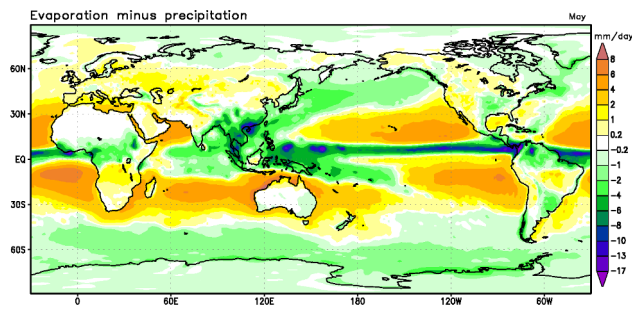 Evaporation minus precipitation
May
mm/day
8
6
4
2
1
0.2
-0.2
-1
-2
-4
-6
-8
-10
-13
-17
60N
30N
EQ
30S
60S
0
60E
120E
180
120W
60W